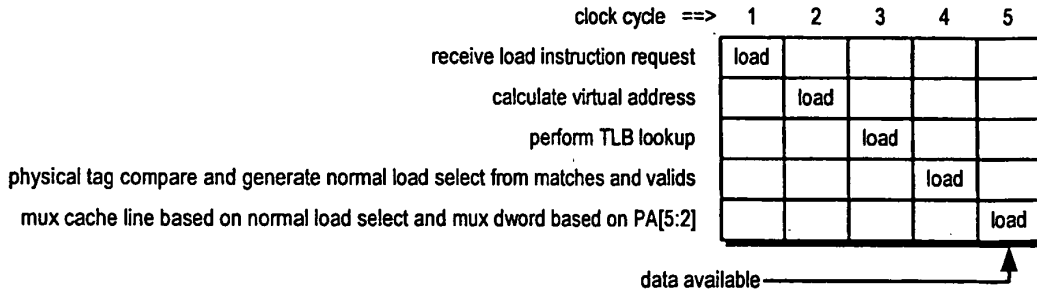 clock cycle ==> 1 2 3 4 5
receive load instruction request load
calculate virtual address load
perform TLB lookup load
physical tag compare and generate normal load select from matches and valids load
mux cache line based on normal load select and mux dword based on PA[5:2] load
data available